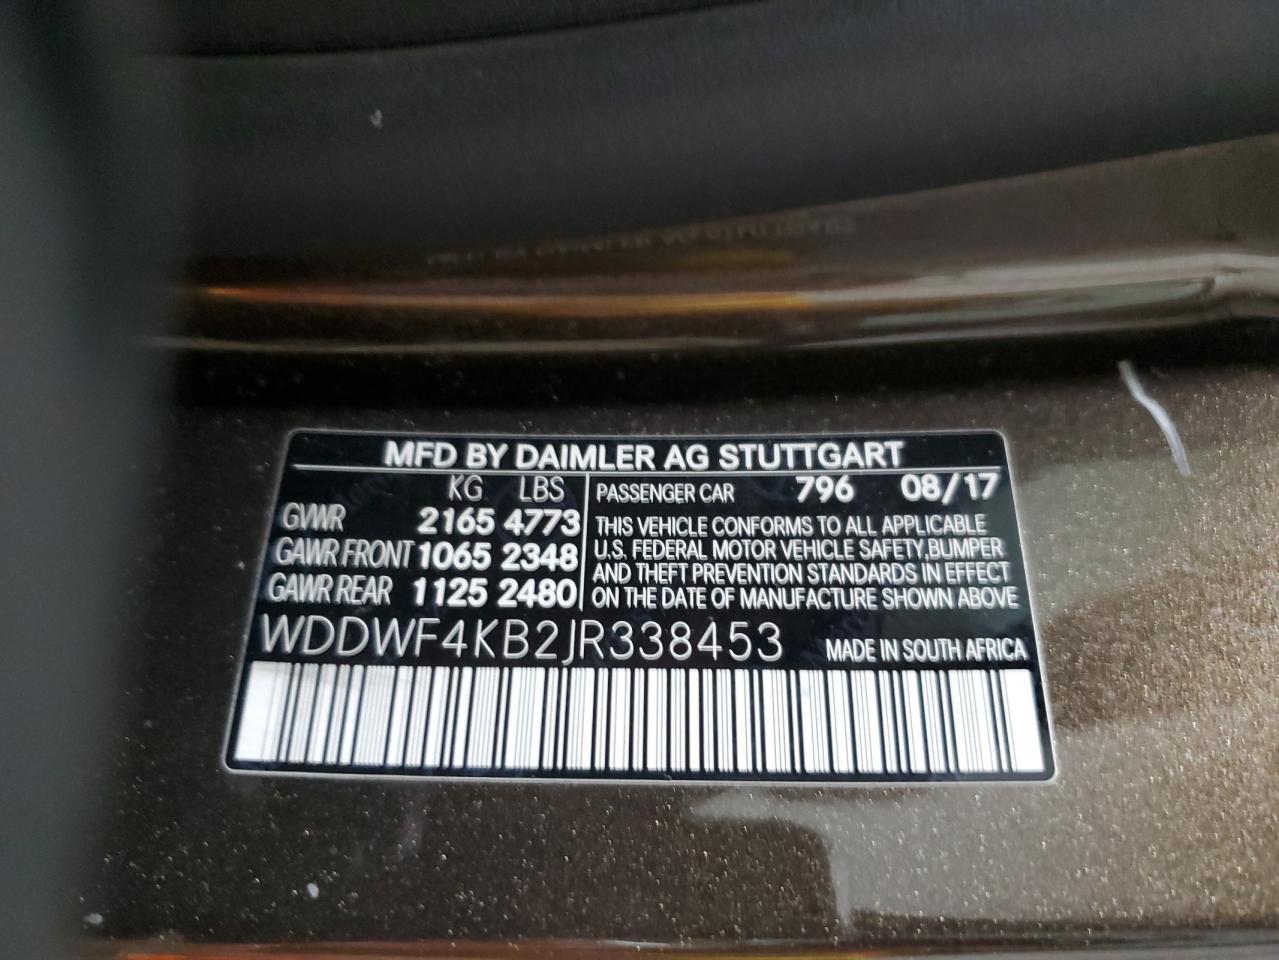 MFD BY DAIMLER AG STUTTGART
KG LBS
GVWR 2165 4773
GAWR FRONT 1065 2348
GAWR REAR 1125 2480
PASSENGER CAR 796 08/17
THIS VEHICLE CONFORMS TO ALL APPLICABLE
U.S. FEDERAL MOTOR VEHICLE SAFETY, BUMPER
AND THEFT PREVENTION STANDARDS IN EFFECT
ON THE DATE OF MANUFACTURE SHOWN ABOVE
WDDWF4KB2JR338453 MADE IN SOUTH AFRICA